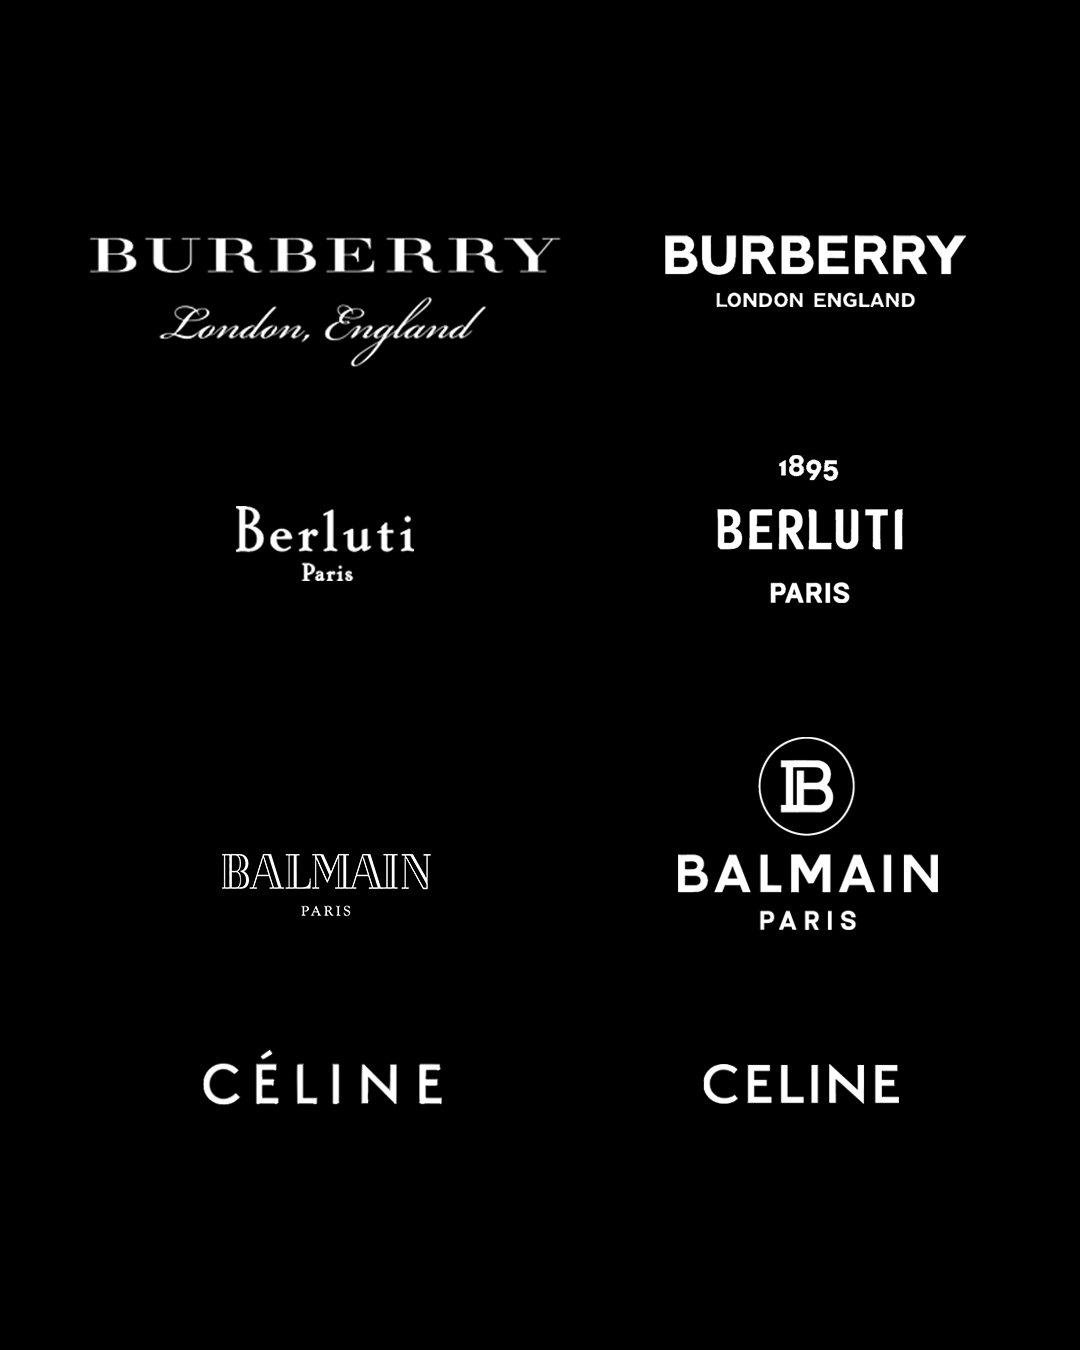 BURBERRY
London, England
BURBERRY
LONDON ENGLAND
Berluti
Paris
1895
BERLUTI
PARIS
BALMAIN
PARIS
B
BALMAIN
PARIS
CÉLINE
CELINE